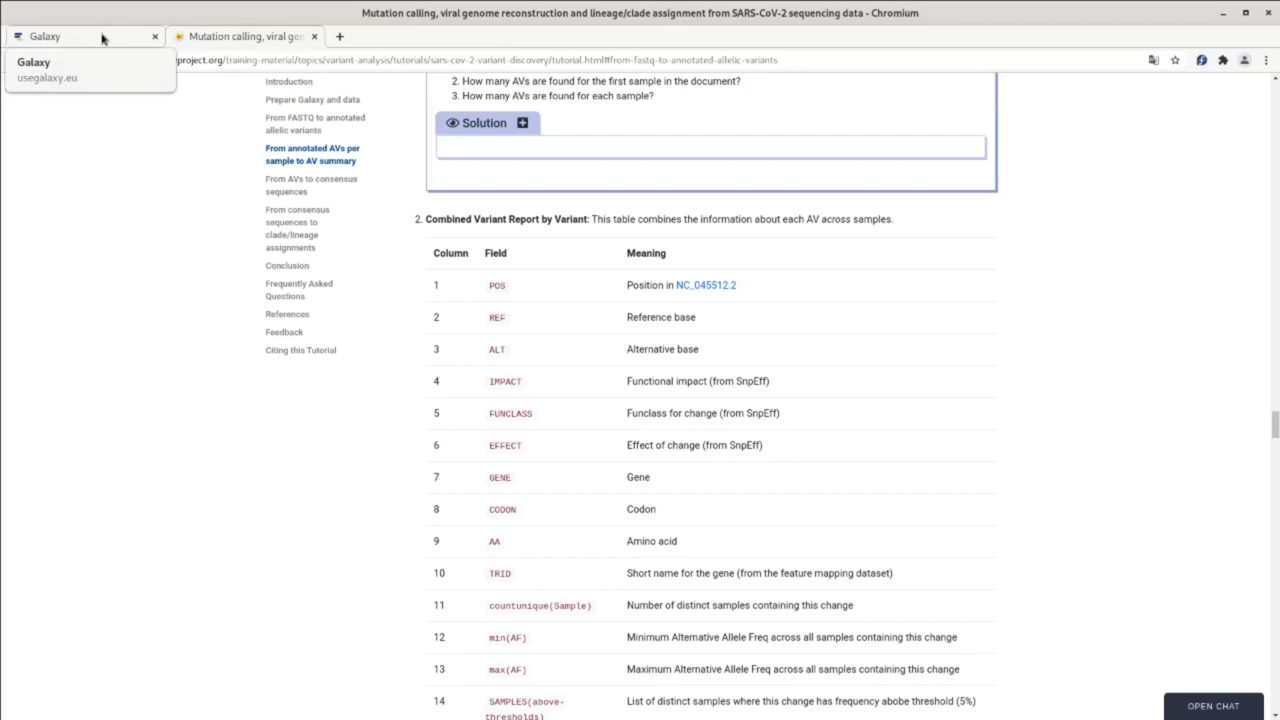 Mutation calling, viral genome reconstruction and lineage/clade assignment from SARS-CoV-2 sequencing data - Chromium
Galaxy
Mutation calling, viral gen
Galaxy
usegalaxy.eu
project.org/training-material/topics/variant-analysis/tutorials/sars-cov-2-variant-discovery/tutorial.html#from-fastq-to-annotated-allelic-variants
Introduction
Prepare Galaxy and data
From FASTQ to annotated
allelic variants
From annotated AVs per
sample to AV summary
From AVs to consensus
sequences
From consensus
sequences to
clade/lineage
assignments
Conclusion
Frequently Asked
Questions
References
Feedback
Citing this Tutorial
2. How many AVs are found for the first sample in the document?
3. How many AVs are found for each sample?
Solution
2. Combined Variant Report by Variant: This table combines the information about each AV across samples.
Column Field Meaning
1 POS Position in NC_045512.2
2 REF Reference base
3 ALT Alternative base
4 IMPACT Functional impact (from SnpEff)
5 FUNCLASS Funclass for change (from SnpEff)
6 EFFECT Effect of change (from SnpEff)
7 GENE Gene
8 CODON Codon
9 AA Amino acid
10 TRID Short name for the gene (from the feature mapping dataset)
11 countunique(Sample) Number of distinct samples containing this change
12 min(AF) Minimum Alternative Allele Freq across all samples containing this change
13 max(AF) Maximum Alternative Allele Freq across all samples containing this change
14 SAMPLES(above- List of distinct samples where this change has frequency abobe threshold (5%)
thresholds)
OPEN CHAT